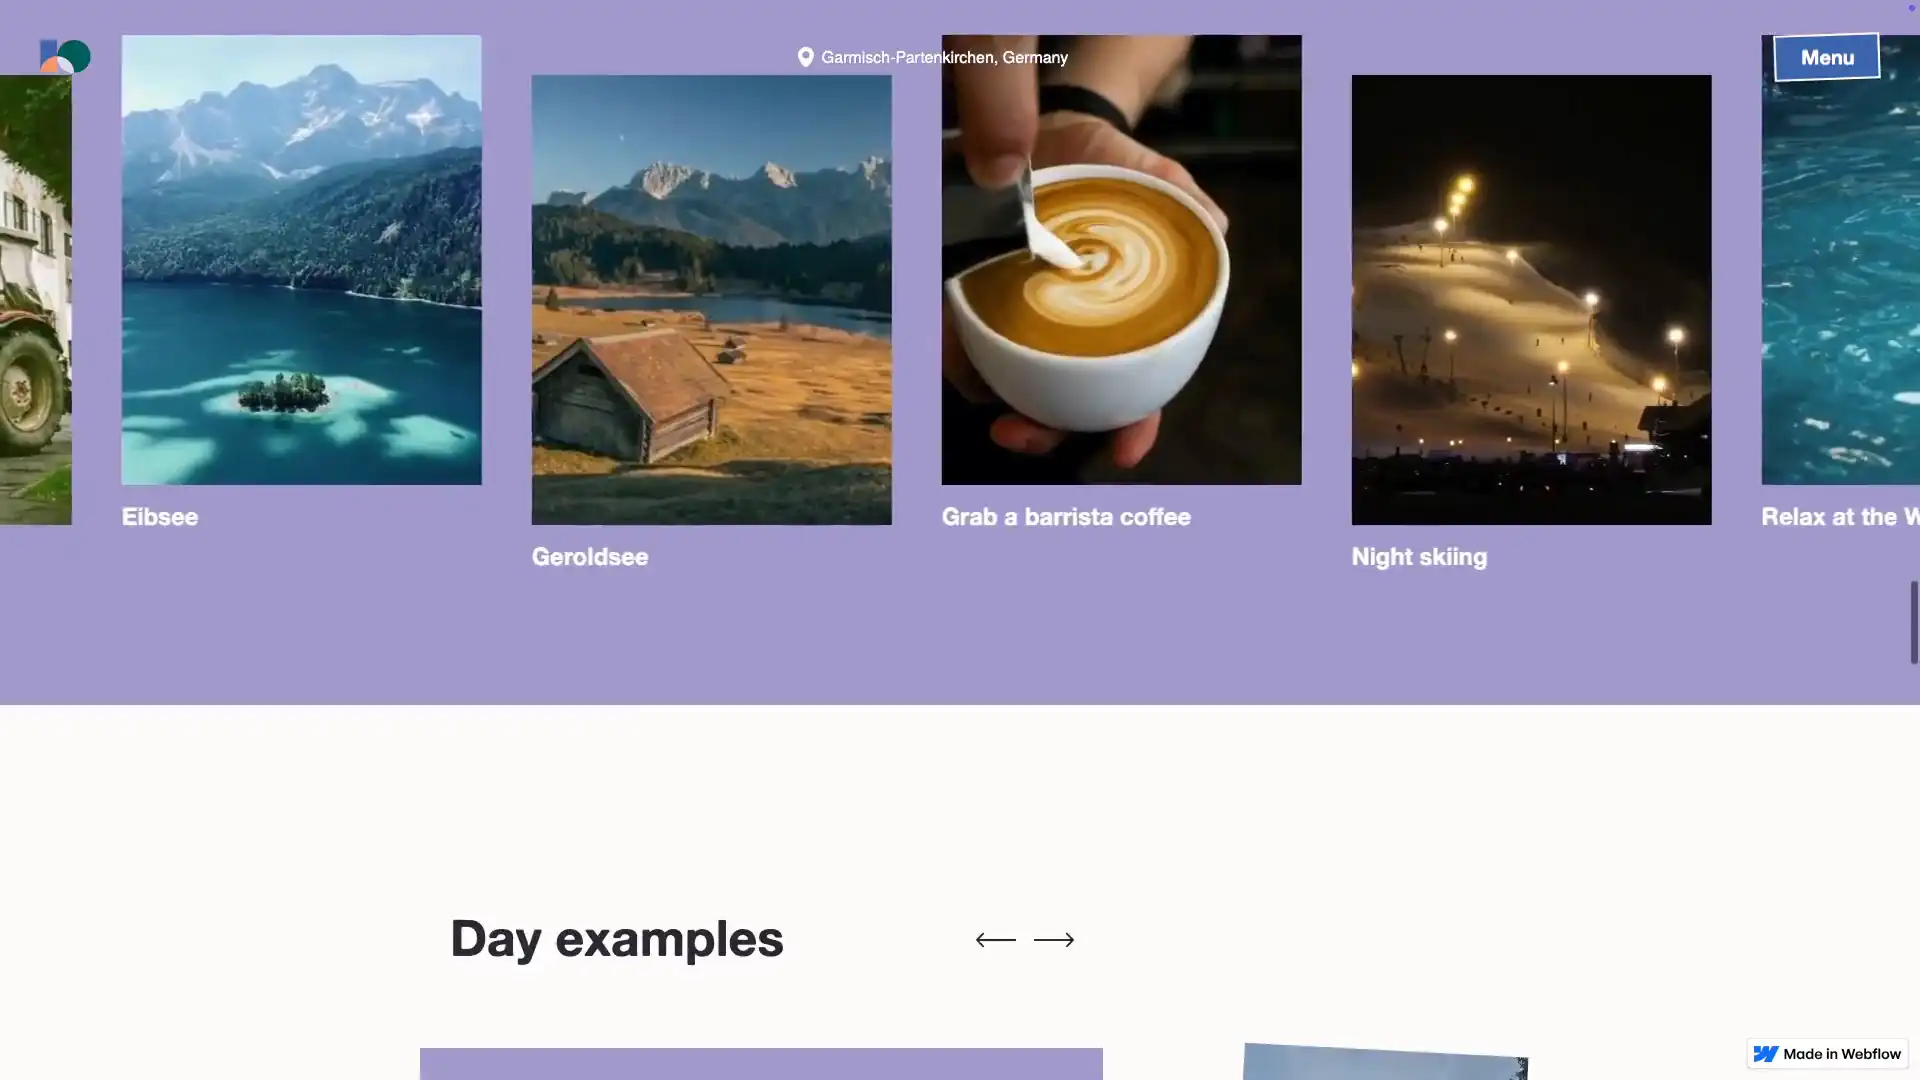 Garmisch-Partenkirchen, Germany
Menu
Eibsee
Geroldsee
Grab a barrista coffee
Night skiing
Relax at the
Day examples
Made in Webflow